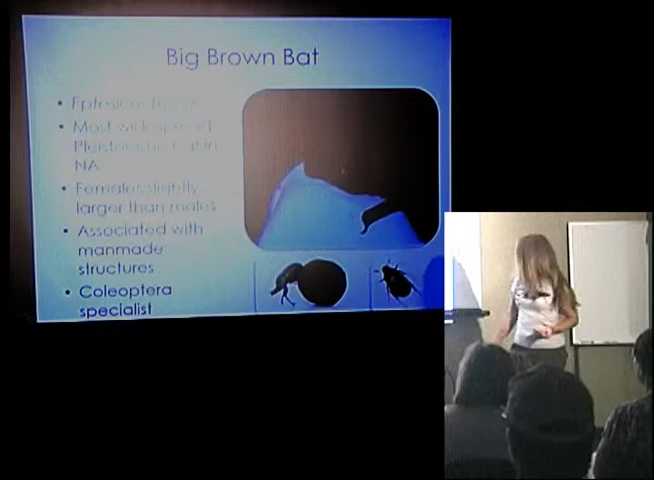 Big Brown Bat
• Most widespread
NA
• Females slightly
larger than males
• Associated with
manmade
structures
• Coleoptera
specialist